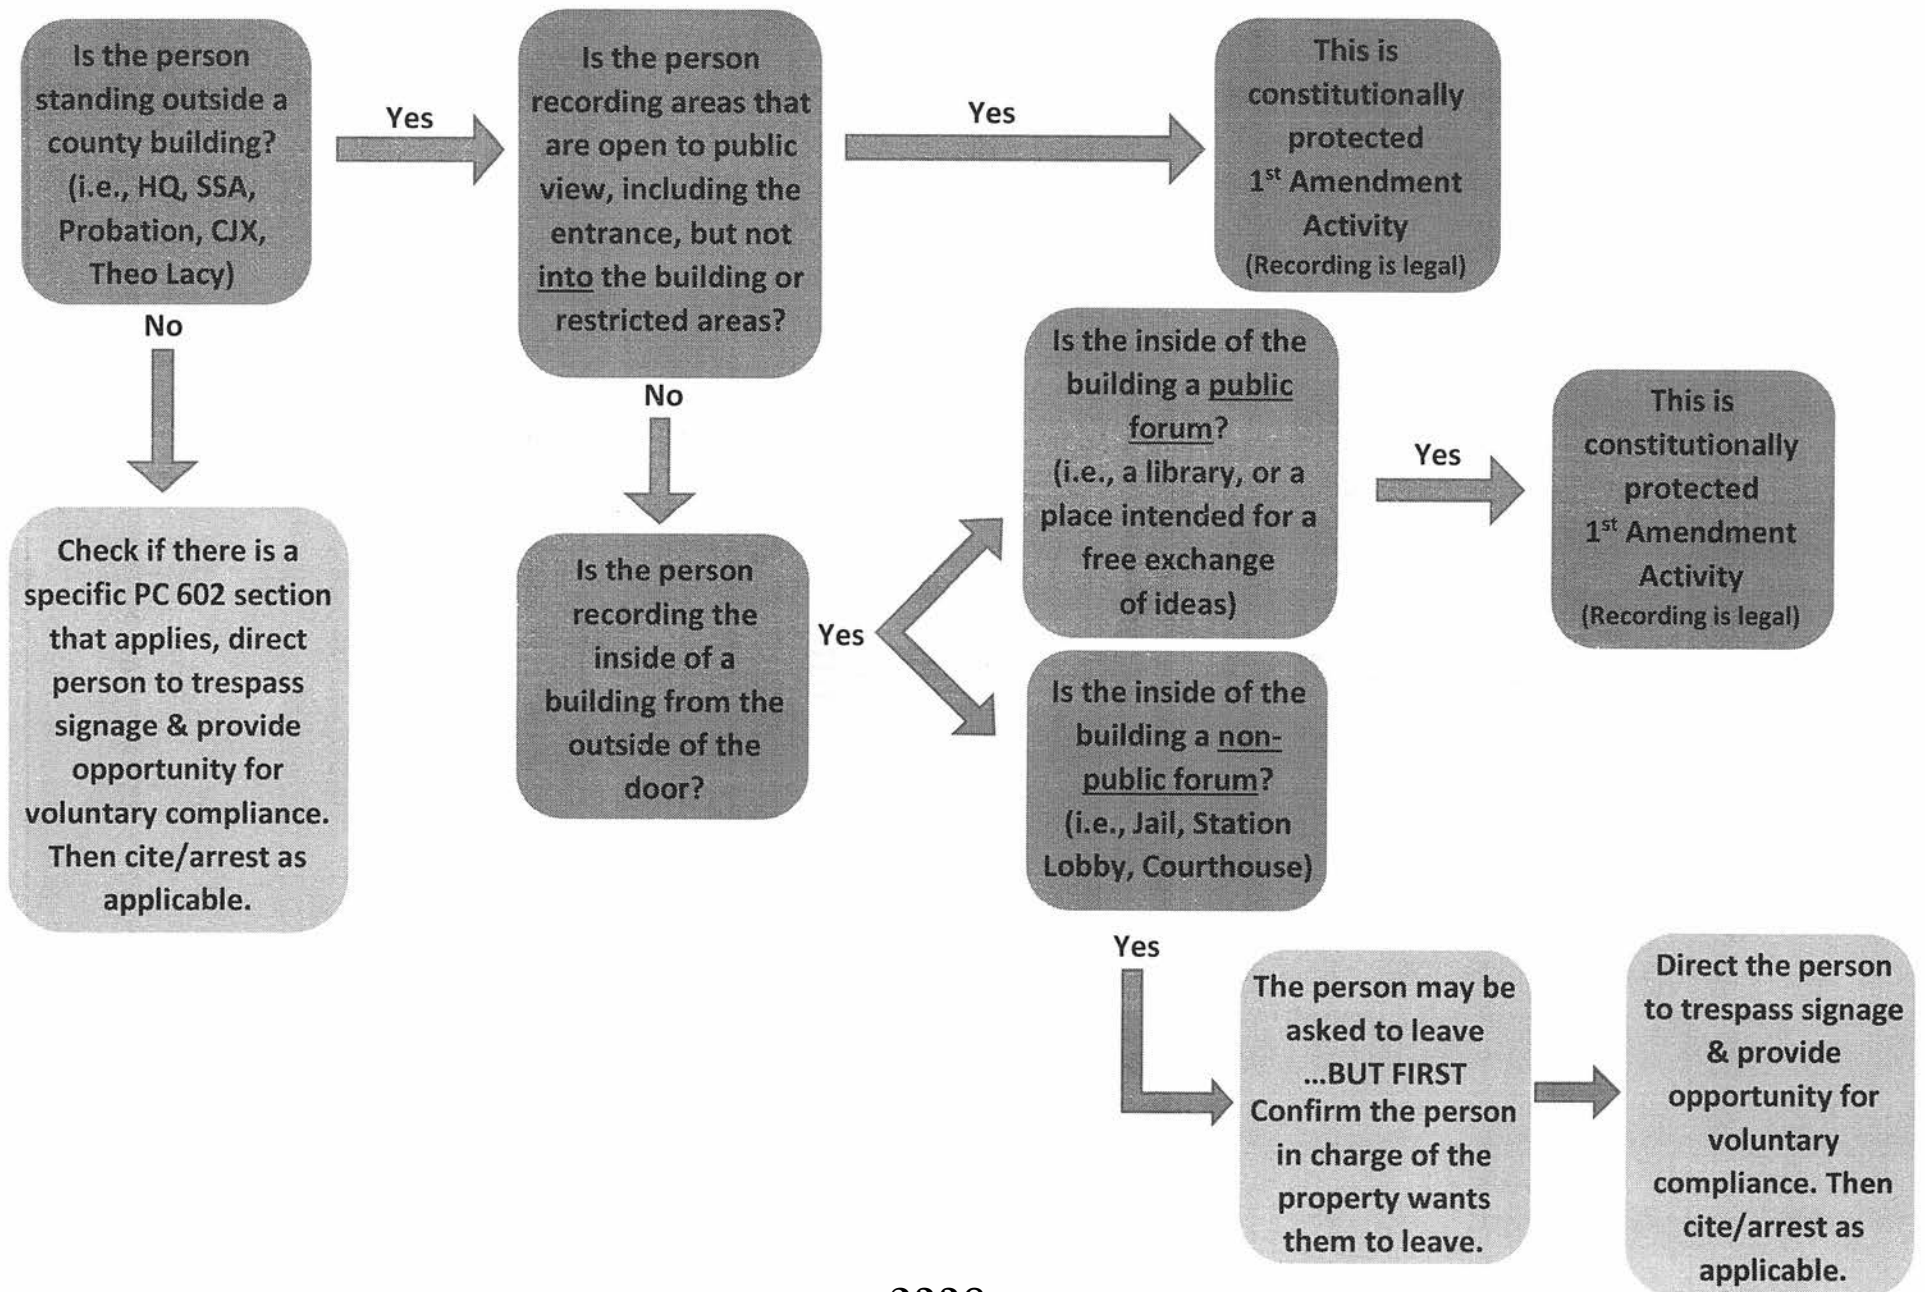 Is the person
standing outside a
county building?
(i.e., HQ, SSA,
Probation, CJX,
Theo Lacy)
Yes
Is the person
recording areas that
are open to public
view, including the
entrance, but not
into the building or
restricted areas?
Yes
This is
constitutionally
protected
1st Amendment
Activity
(Recording is legal)
No
Check if there is a
specific PC 602 section
that applies, direct
person to trespass
signage & provide
opportunity for
voluntary compliance.
Then cite/arrest as
applicable.
No
Is the person
recording the
inside of a
building from the
outside of the
door?
Yes
Is the inside of the
building a public
forum?
(i.e., a library, or a
place intended for a
free exchange
of ideas)
Yes
This is
constitutionally
protected
1st Amendment
Activity
(Recording is legal)
Is the inside of the
building a non-
public forum?
(i.e., Jail, Station
Lobby, Courthouse)
Yes
The person may be
asked to leave
...BUT FIRST
Confirm the person
in charge of the
property wants
them to leave.
Direct the person
to trespass signage
& provide
opportunity for
voluntary
compliance. Then
cite/arrest as
applicable.